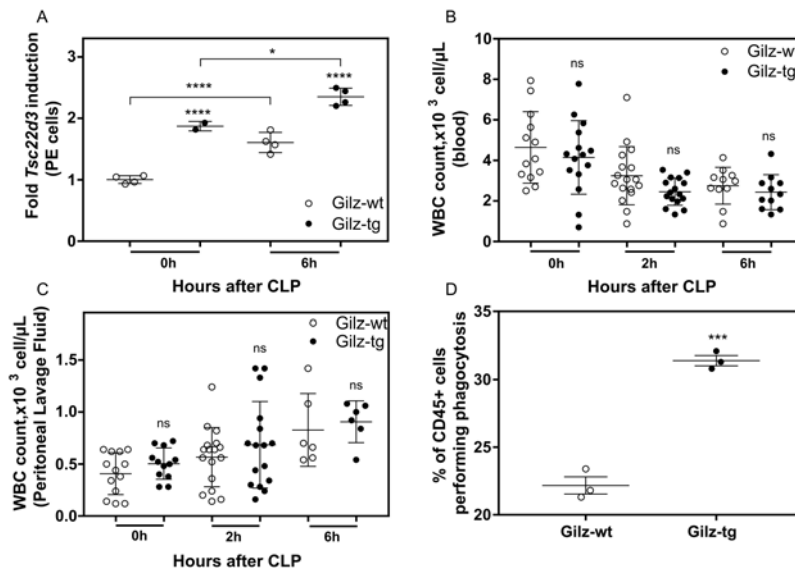 A
Fold Tsc22d3 induction
(PE cells)
3
2
1
*
****
****
****
Gilz-wt
Gilz-tg
0h
6h
Hours after CLP
B
WBC count,x10 3 cell/µL
(blood)
8
6
4
2
0
ns
ns
ns
Gilz-w
Gilz-tg
0h
2h
6h
Hours after CLP
C
WBC count,x10 3 cell/µL
(Peritoneal Lavage Fluid)
1.5
1.0
0.5
0.0
ns
ns
ns
Gilz-wt
Gilz-tg
0h
2h
6h
Hours after CLP
D
% of CD45+ cells
performing phagocytosis
35
30
25
20
***
Gilz-wt
Gilz-tg